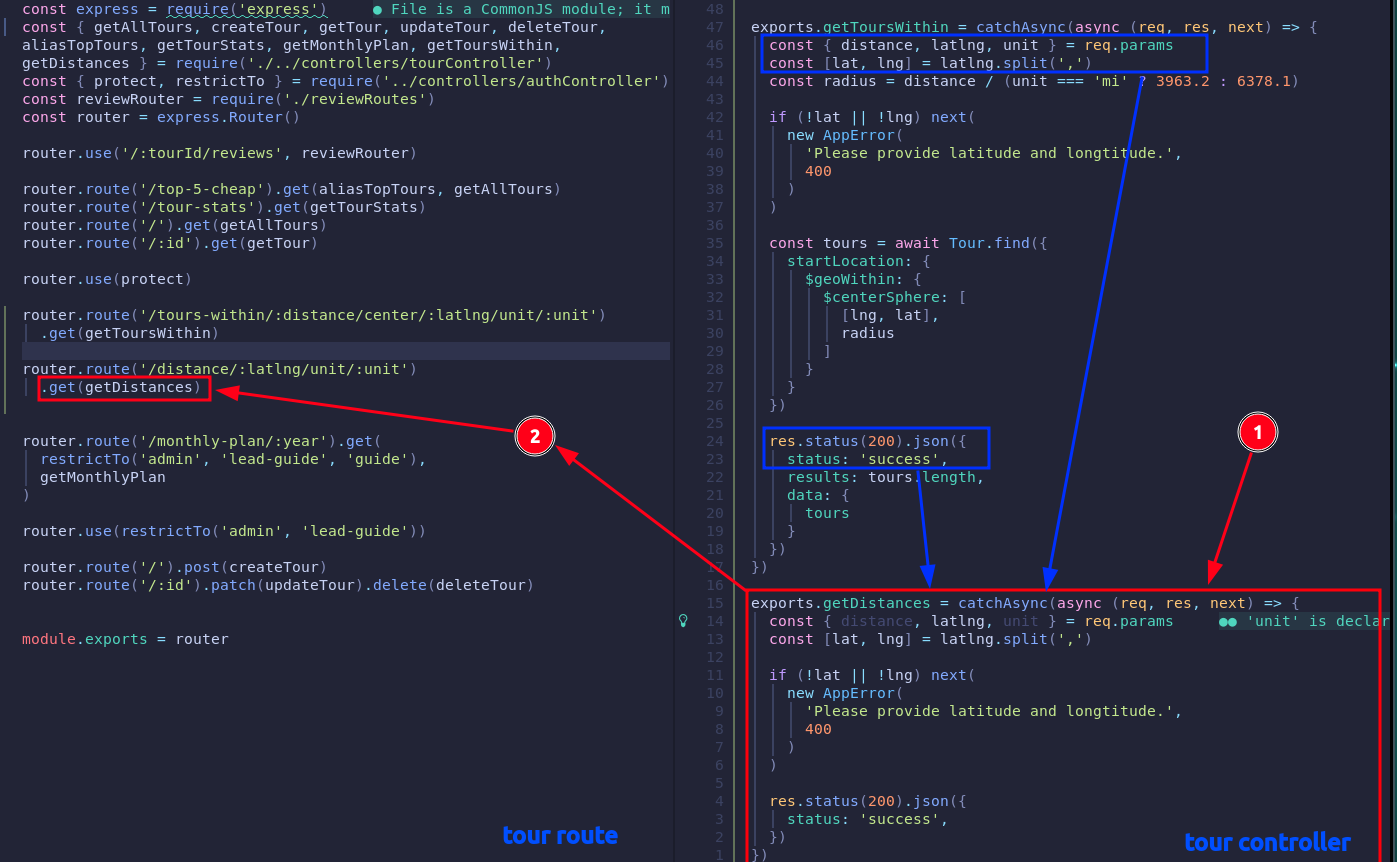 const express = require('express')     ● File is a CommonJS module; it m
const { getAllTours, createTour, getTour, updateTour, deleteTour,
aliasTopTours, getTourStats, getMonthlyPlan, getToursWithin,
getDistances } = require('./../controllers/tourController')
const { protect, restrictTo } = require('../controllers/authController')
const reviewRouter = require('./reviewRoutes')
const router = express.Router()
router.use('/:tourId/reviews', reviewRouter)
router.route('/top-5-cheap').get(aliasTopTours, getAllTours)
router.route('/tour-stats').get(getTourStats)
router.route('/').get(getAllTours)
router.route('/:id').get(getTour)
router.use(protect)
router.route('/tours-within/:distance/center/:latlng/unit/:unit')
.get(getToursWithin)
router.route('/distance/:latlng/unit/:unit')
.get(getDistances)
2
router.route('/monthly-plan/:year').get(
restrictTo('admin', 'lead-guide', 'guide'),
getMonthlyPlan
)
router.use(restrictTo('admin', 'lead-guide'))
router.route('/').post(createTour)
router.route('/:id').patch(updateTour).delete(deleteTour)
module.exports = router
tour route
48
47 exports.getToursWithin = catchAsync(async (req, res, next) => {
46 const { distance, latlng, unit } = req.params
45 const [lat, lng] = latlng.split(',')
44 const radius = distance / (unit === 'mi' ? 3963.2 : 6378.1)
43
42 if (!lat || !lng) next(
41 new AppError(
40 'Please provide latitude and longtitude.',
39 400
38 )
37 )
36
35 const tours = await Tour.find({
34 startLocation: {
33 $geoWithin: {
32 $centerSphere: [
31 [lng, lat],
30 radius
29 ]
28 }
27 }
26 })
25
24 res.status(200).json({
23 status: 'success',
22 results: tours.length,
21 data: {
20 tours
19 }
18 })
17 })
16
1
15 exports.getDistances = catchAsync(async (req, res, next) => {
14 const { distance, latlng, unit } = req.params     ●● 'unit' is declar
13 const [lat, lng] = latlng.split(',')
12
11 if (!lat || !lng) next(
10 new AppError(
9 'Please provide latitude and longtitude.',
8 400
7 )
6 )
5
4 res.status(200).json({
3 status: 'success',
2 })
1 })
tour controller